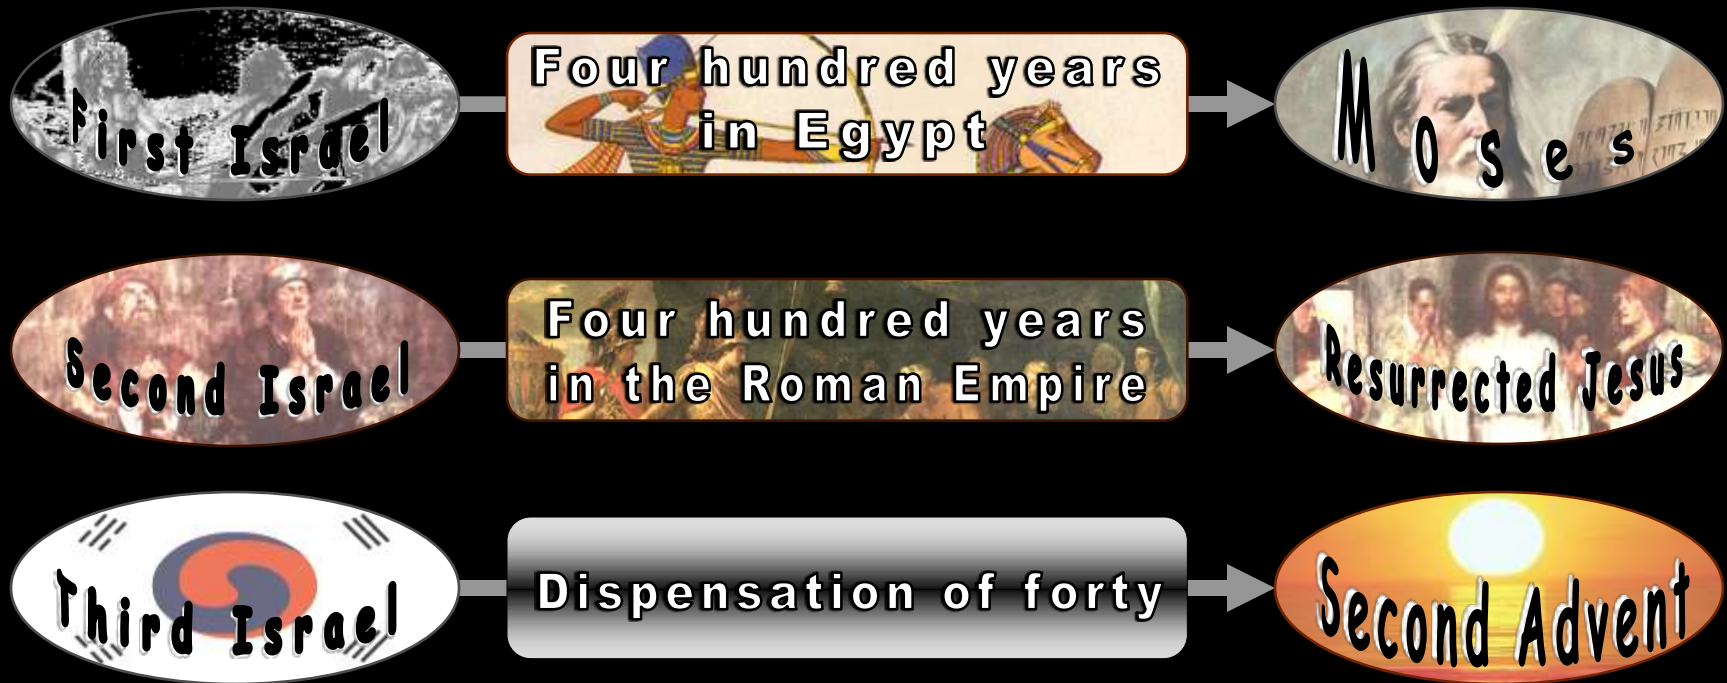 First Israel
Four hundred years
in Egypt
Moses
Second Israel
Four hundred years
in the Roman Empire
Resurrected Jesus
Third Israel
Dispensation of forty
Second Advent